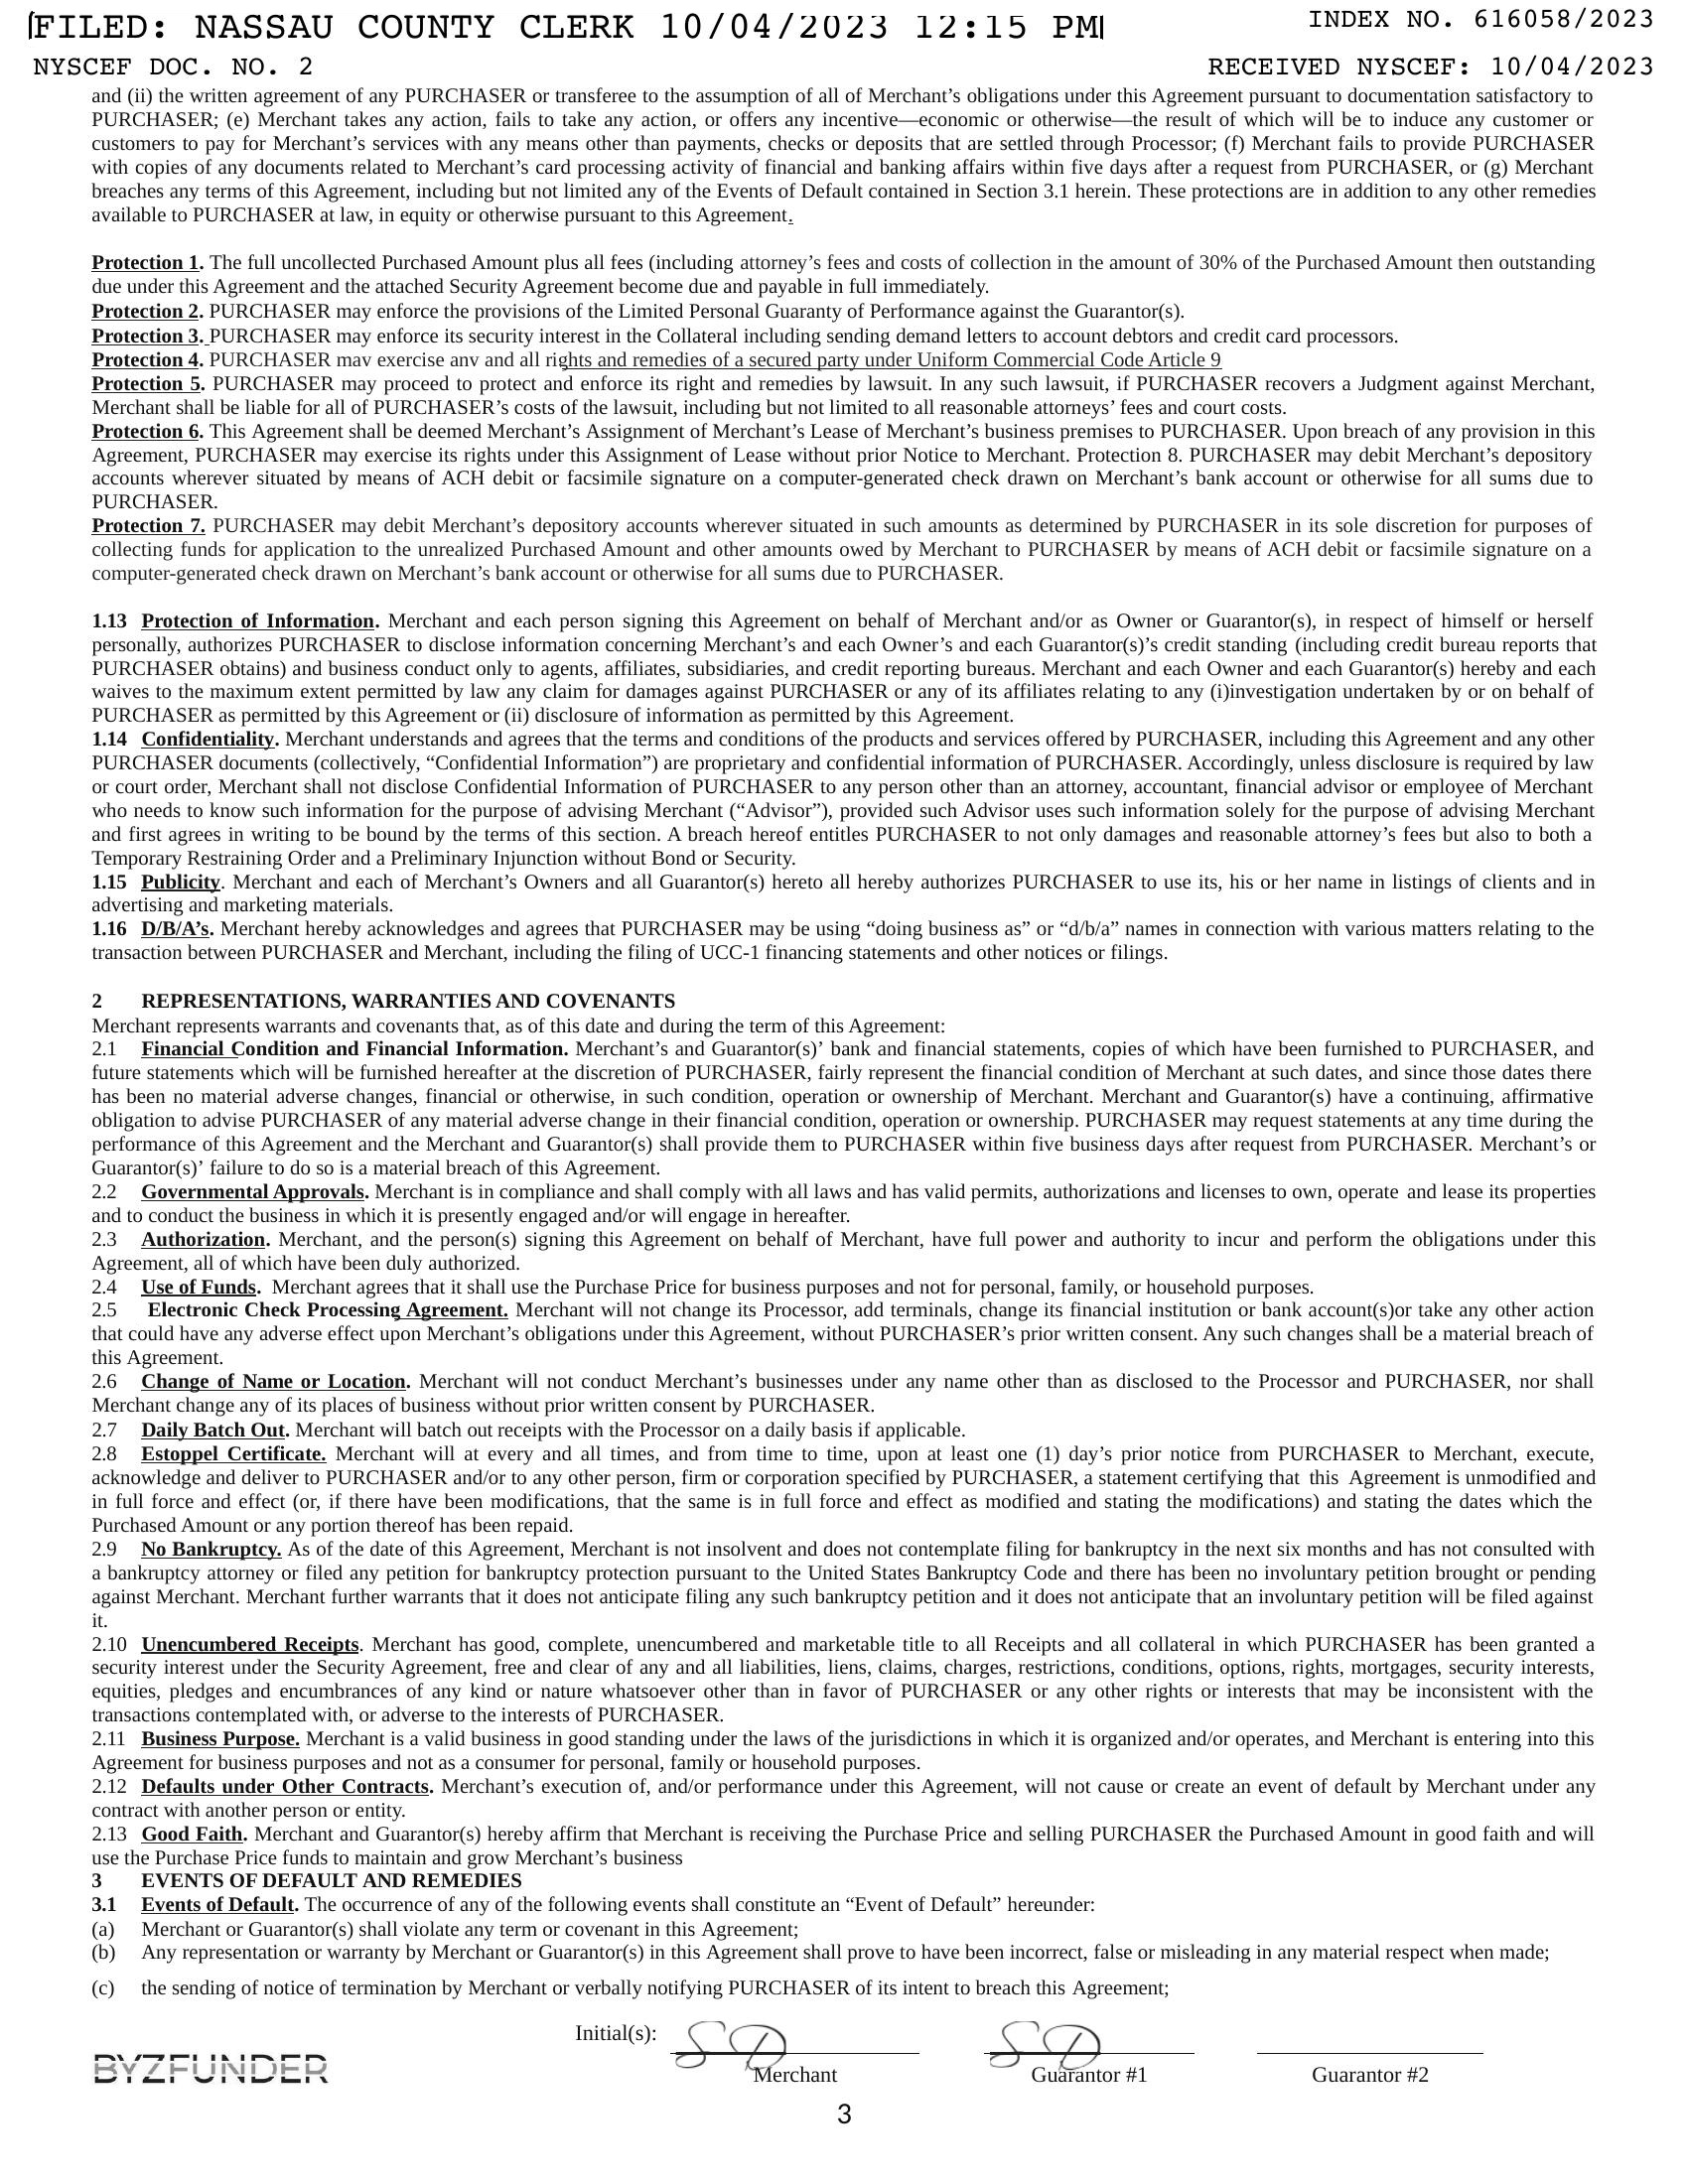 FILED: NASSAU COUNTY CLERK 10/04/2023 12:15 PM
INDEX NO. 616058/2023
NYSCEF DOC. NO. 2
RECEIVED NYSCEF: 10/04/2023
and (ii) the written agreement of any PURCHASER or transferee to the assumption of all of Merchant’s obligations under this Agreement pursuant to documentation satisfactory to
PURCHASER; (e) Merchant takes any action, fails to take any action, or offers any incentive—economic or otherwise—the result of which will be to induce any customer or
customers to pay for Merchant’s services with any means other than payments, checks or deposits that are settled through Processor; (f) Merchant fails to provide PURCHASER
with copies of any documents related to Merchant’s card processing activity of financial and banking affairs within five days after a request from PURCHASER, or (g) Merchant
breaches any terms of this Agreement, including but not limited any of the Events of Default contained in Section 3.1 herein. These protections are in addition to any other remedies
available to PURCHASER at law, in equity or otherwise pursuant to this Agreement.
Protection 1. The full uncollected Purchased Amount plus all fees (including attorney’s fees and costs of collection in the amount of 30% of the Purchased Amount then outstanding
due under this Agreement and the attached Security Agreement become due and payable in full immediately.
Protection 2. PURCHASER may enforce the provisions of the Limited Personal Guaranty of Performance against the Guarantor(s).
Protection 3. PURCHASER may enforce its security interest in the Collateral including sending demand letters to account debtors and credit card processors.
Protection 4. PURCHASER may exercise any and all rights and remedies of a secured party under Uniform Commercial Code Article 9
Protection 5. PURCHASER may proceed to protect and enforce its right and remedies by lawsuit. In any such lawsuit, if PURCHASER recovers a Judgment against Merchant,
Merchant shall be liable for all of PURCHASER’s costs of the lawsuit, including but not limited to all reasonable attorneys’ fees and court costs.
Protection 6. This Agreement shall be deemed Merchant’s Assignment of Merchant’s Lease of Merchant’s business premises to PURCHASER. Upon breach of any provision in this
Agreement, PURCHASER may exercise its rights under this Assignment of Lease without prior Notice to Merchant. Protection 8. PURCHASER may debit Merchant’s depository
accounts wherever situated by means of ACH debit or facsimile signature on a computer-generated check drawn on Merchant’s bank account or otherwise for all sums due to
PURCHASER.
Protection 7. PURCHASER may debit Merchant’s depository accounts wherever situated in such amounts as determined by PURCHASER in its sole discretion for purposes of
collecting funds for application to the unrealized Purchased Amount and other amounts owed by Merchant to PURCHASER by means of ACH debit or facsimile signature on a
computer-generated check drawn on Merchant’s bank account or otherwise for all sums due to PURCHASER.
1.13 Protection of Information. Merchant and each person signing this Agreement on behalf of Merchant and/or as Owner or Guarantor(s), in respect of himself or herself
personally, authorizes PURCHASER to disclose information concerning Merchant’s and each Owner’s and each Guarantor(s)’s credit standing (including credit bureau reports that
PURCHASER obtains) and business conduct only to agents, affiliates, subsidiaries, and credit reporting bureaus. Merchant and each Owner and each Guarantor(s) hereby and each
waives to the maximum extent permitted by law any claim for damages against PURCHASER or any of its affiliates relating to any (i)investigation undertaken by or on behalf of
PURCHASER as permitted by this Agreement or (ii) disclosure of information as permitted by this Agreement.
1.14 Confidentiality. Merchant understands and agrees that the terms and conditions of the products and services offered by PURCHASER, including this Agreement and any other
PURCHASER documents (collectively, “Confidential Information”) are proprietary and confidential information of PURCHASER. Accordingly, unless disclosure is required by law
or court order, Merchant shall not disclose Confidential Information of PURCHASER to any person other than an attorney, accountant, financial advisor or employee of Merchant
who needs to know such information for the purpose of advising Merchant (“Advisor”), provided such Advisor uses such information solely for the purpose of advising Merchant
and first agrees in writing to be bound by the terms of this section. A breach hereof entitles PURCHASER to not only damages and reasonable attorney’s fees but also to both a
Temporary Restraining Order and a Preliminary Injunction without Bond or Security.
1.15 Publicity. Merchant and each of Merchant’s Owners and all Guarantor(s) hereto all hereby authorizes PURCHASER to use its, his or her name in listings of clients and in
advertising and marketing materials.
1.16 D/B/A’s. Merchant hereby acknowledges and agrees that PURCHASER may be using “doing business as” or “d/b/a” names in connection with various matters relating to the
transaction between PURCHASER and Merchant, including the filing of UCC-1 financing statements and other notices or filings.
2 REPRESENTATIONS, WARRANTIES AND COVENANTS
Merchant represents warrants and covenants that, as of this date and during the term of this Agreement:
2.1 Financial Condition and Financial Information. Merchant’s and Guarantor(s)’ bank and financial statements, copies of which have been furnished to PURCHASER, and
future statements which will be furnished hereafter at the discretion of PURCHASER, fairly represent the financial condition of Merchant at such dates, and since those dates there
has been no material adverse changes, financial or otherwise, in such condition, operation or ownership of Merchant. Merchant and Guarantor(s) have a continuing, affirmative
obligation to advise PURCHASER of any material adverse change in their financial condition, operation or ownership. PURCHASER may request statements at any time during the
performance of this Agreement and the Merchant and Guarantor(s) shall provide them to PURCHASER within five business days after request from PURCHASER. Merchant’s or
Guarantor(s)’ failure to do so is a material breach of this Agreement.
2.2 Governmental Approvals. Merchant is in compliance and shall comply with all laws and has valid permits, authorizations and licenses to own, operate and lease its properties
and to conduct the business in which it is presently engaged and/or will engage in hereafter.
2.3 Authorization. Merchant, and the person(s) signing this Agreement on behalf of Merchant, have full power and authority to incur and perform the obligations under this
Agreement, all of which have been duly authorized.
2.4 Use of Funds. Merchant agrees that it shall use the Purchase Price for business purposes and not for personal, family, or household purposes.
2.5 Electronic Check Processing Agreement. Merchant will not change its Processor, add terminals, change its financial institution or bank account(s)or take any other action
that could have any adverse effect upon Merchant’s obligations under this Agreement, without PURCHASER’s prior written consent. Any such changes shall be a material breach of
this Agreement.
2.6 Change of Name or Location. Merchant will not conduct Merchant’s businesses under any name other than as disclosed to the Processor and PURCHASER, nor shall
Merchant change any of its places of business without prior written consent by PURCHASER.
2.7 Daily Batch Out. Merchant will batch out receipts with the Processor on a daily basis if applicable.
2.8 Estoppel Certificate. Merchant will at every and all times, and from time to time, upon at least one (1) day’s prior notice from PURCHASER to Merchant, execute,
acknowledge and deliver to PURCHASER and/or to any other person, firm or corporation specified by PURCHASER, a statement certifying that this Agreement is unmodified and
in full force and effect (or, if there have been modifications, that the same is in full force and effect as modified and stating the modifications) and stating the dates which the
Purchased Amount or any portion thereof has been repaid.
2.9 No Bankruptcy. As of the date of this Agreement, Merchant is not insolvent and does not contemplate filing for bankruptcy in the next six months and has not consulted with
a bankruptcy attorney or filed any petition for bankruptcy protection pursuant to the United States Bankruptcy Code and there has been no involuntary petition brought or pending
against Merchant. Merchant further warrants that it does not anticipate filing any such bankruptcy petition and it does not anticipate that an involuntary petition will be filed against
it.
2.10 Unencumbered Receipts. Merchant has good, complete, unencumbered and marketable title to all Receipts and all collateral in which PURCHASER has been granted a
security interest under the Security Agreement, free and clear of any and all liabilities, liens, claims, charges, restrictions, conditions, options, rights, mortgages, security interests,
equities, pledges and encumbrances of any kind or nature whatsoever other than in favor of PURCHASER or any other rights or interests that may be inconsistent with the
transactions contemplated with, or adverse to the interests of PURCHASER.
2.11 Business Purpose. Merchant is a valid business in good standing under the laws of the jurisdictions in which it is organized and/or operates, and Merchant is entering into this
Agreement for business purposes and not as a consumer for personal, family or household purposes.
2.12 Defaults under Other Contracts. Merchant’s execution of, and/or performance under this Agreement, will not cause or create an event of default by Merchant under any
contract with another person or entity.
2.13 Good Faith. Merchant and Guarantor(s) hereby affirm that Merchant is receiving the Purchase Price and selling PURCHASER the Purchased Amount in good faith and will
use the Purchase Price funds to maintain and grow Merchant’s business
3 EVENTS OF DEFAULT AND REMEDIES
3.1 Events of Default. The occurrence of any of the following events shall constitute an “Event of Default” hereunder:
(a) Merchant or Guarantor(s) shall violate any term or covenant in this Agreement;
(b) Any representation or warranty by Merchant or Guarantor(s) in this Agreement shall prove to have been incorrect, false or misleading in any material respect when made;
(c) the sending of notice of termination by Merchant or verbally notifying PURCHASER of its intent to breach this Agreement;
Initial(s): SD SD
BYZFUNDER
Merchant Guarantor #1 Guarantor #2
3